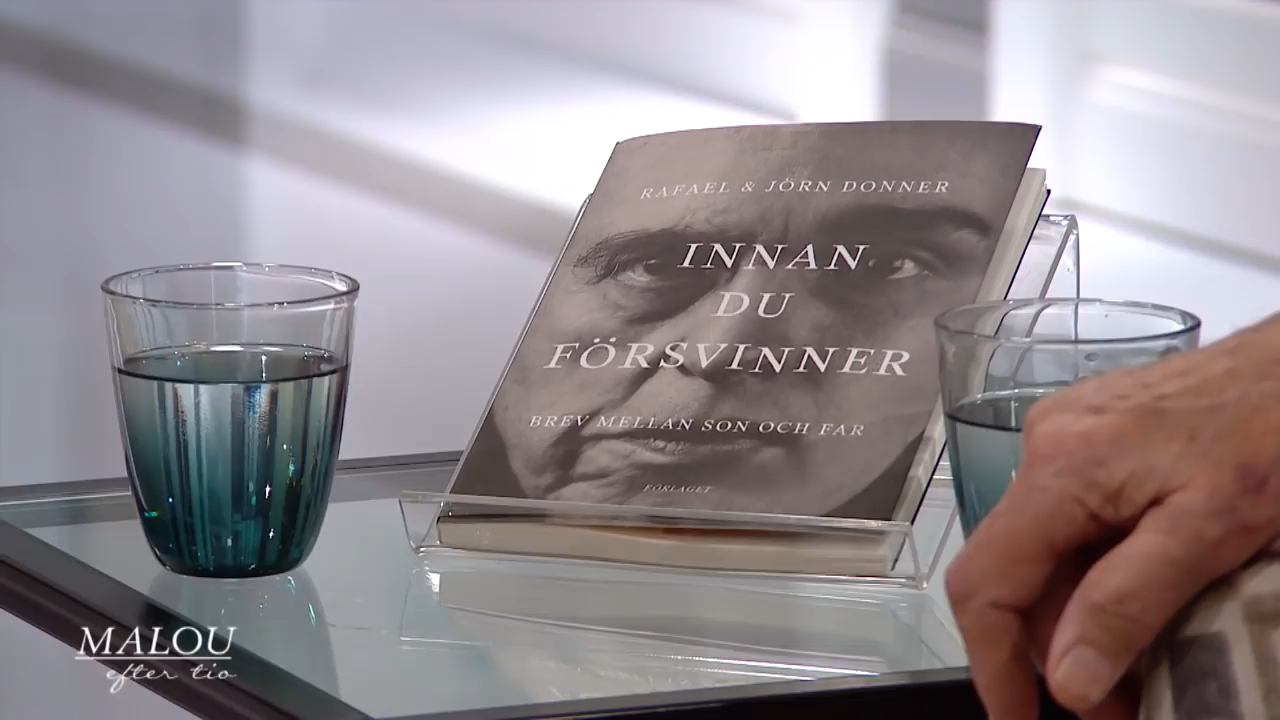 RAFAEL & JÖRN DONNER
INNAN
DU
FÖRSVINNER
BREV MELLAN SON OCH FAR
FÖRLAGET
MALOU
efter tio